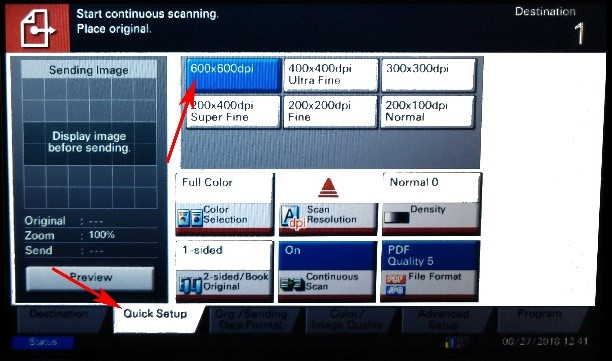 Start continuous scanning.
Place original.
Destination
1
Sending Image
Display image
before sending.
Original : ---
Zoom : 100%
Send : ---
Preview
600x600dpi
400x400dpi
Ultra Fine
300x300dpi
200x400dpi
Super Fine
200x200dpi
Fine
200x100dpi
Normal
Full Color
Color
Selection
dpi
Scan
Resolution
Normal 0
Density
1-sided
2-sided/Book
Original
On
Continuous
Scan
PDF
Quality 5
File Format
Destination
Quick Setup
Org./Sending
Data Format
Color/
Image Quality
Advanced
Setup
Program
Status
08/27/2018 12:41